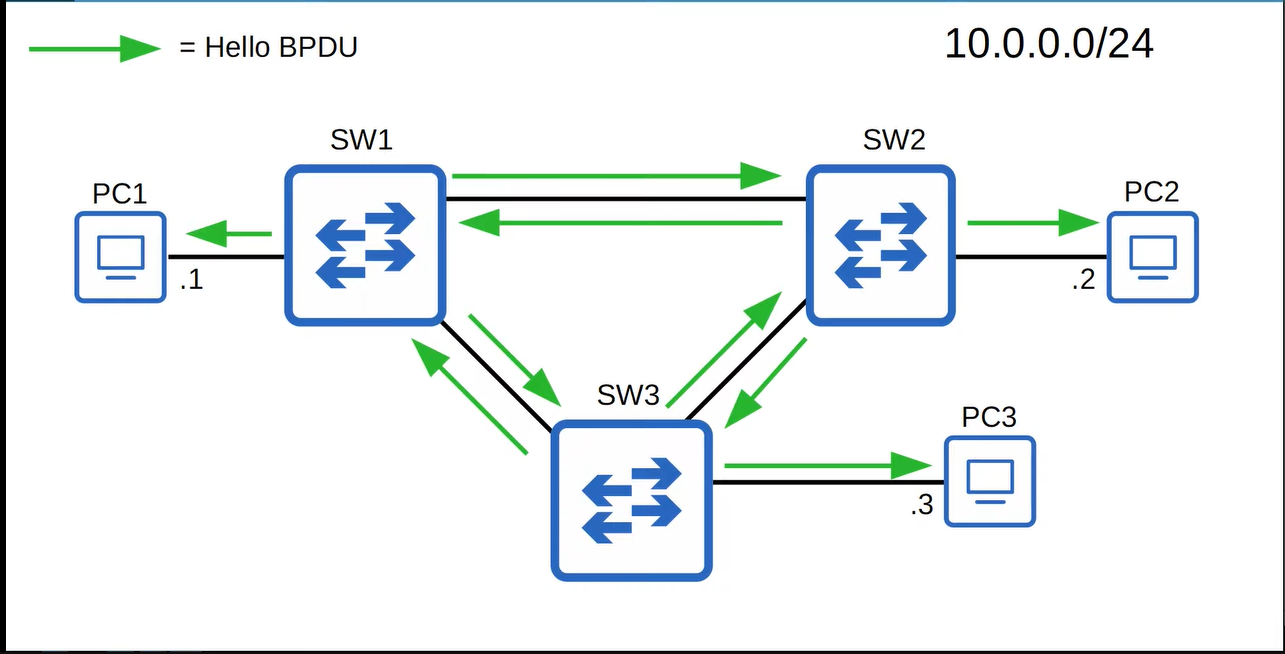 = Hello BPDU
10.0.0.0/24
SW1
SW2
PC1
PC2
.1
.2
SW3
PC3
.3